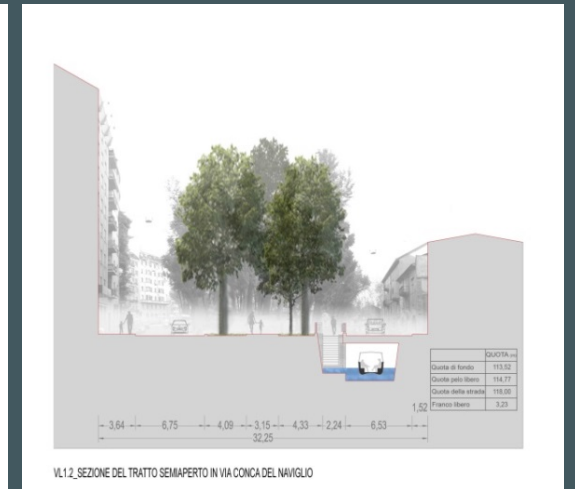 QUOTA
Quota di fondo 113,52
Quota pelo libero 114,77
Quota della strada 118,00
Franco libero 3,23
1,52
3,64 6,75 4,09 3,15 4,33 2,24 6,53
32,25
VL1.2_SEZIONE DEL TRATTO SEMIAPERTO IN VIA CONCA DEL NAVIGLIO